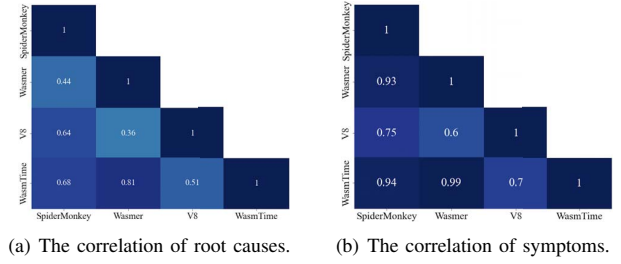 SpiderMonkey 1
Wasmer 0.44 1
V8 0.64 0.36 1
WasmTime 0.68 0.81 0.51 1
SpiderMonkey Wasmer V8 WasmTime
(a) The correlation of root causes.
SpiderMonkey 1
Wasmer 0.93 1
V8 0.75 0.6 1
WasmTime 0.94 0.99 0.7 1
SpiderMonkey Wasmer V8 WasmTime
(b) The correlation of symptoms.